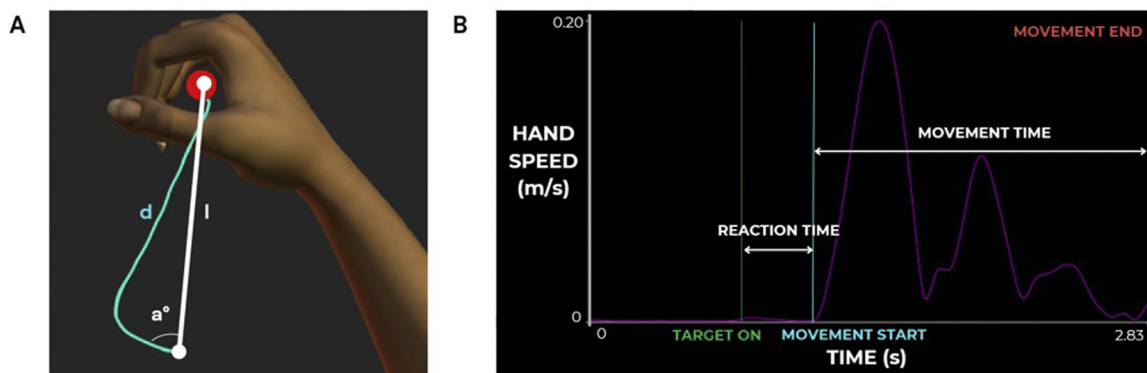 A
d
l
a°
B
0.20
MOVEMENT END
HAND
SPEED
(m/s)
MOVEMENT TIME
REACTION TIME
0
0
TARGET ON
MOVEMENT START
2.83
TIME (s)